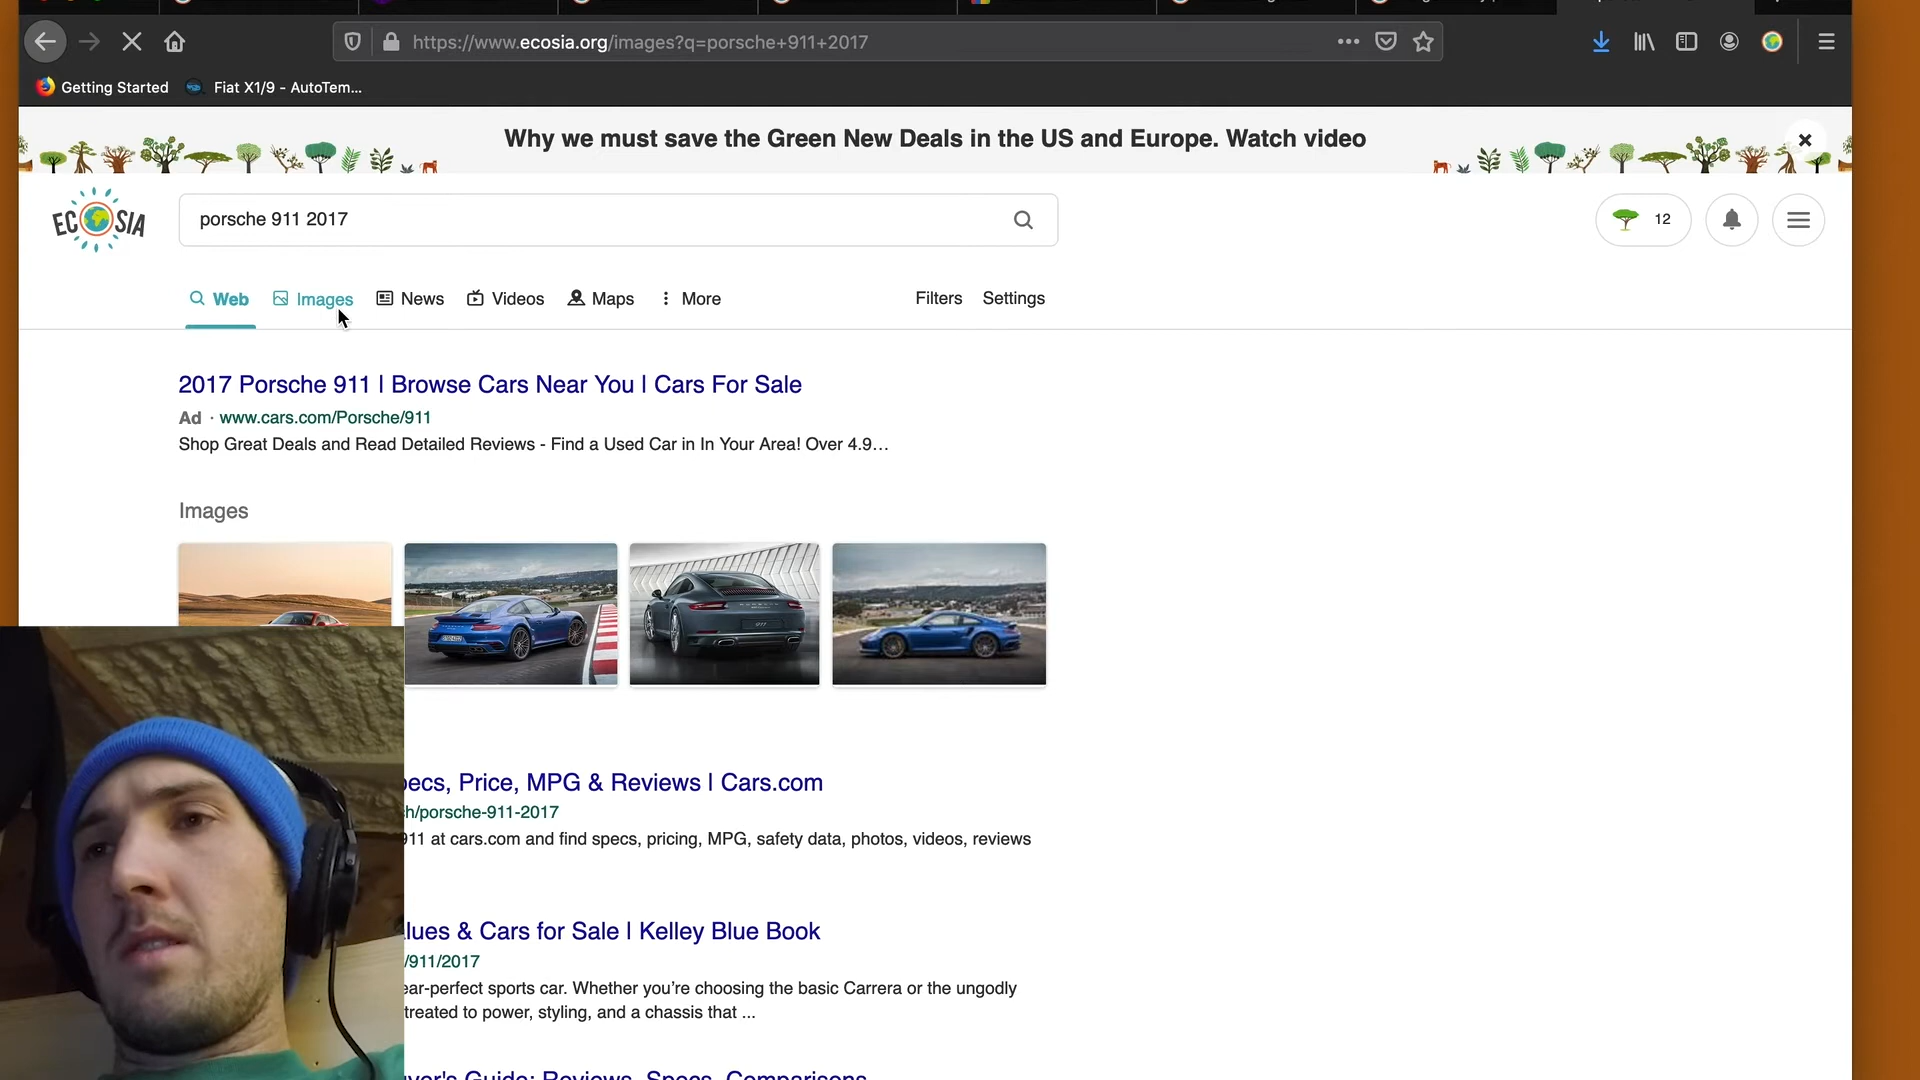 https://www.ecosia.org/images?q=porsche+911+2017
Getting Started
Fiat X1/9 - AutoTem...
Why we must save the Green New Deals in the US and Europe. Watch video
ECOSIA
porsche 911 2017
12
Web
Images
News
Videos
Maps
More
Filters
Settings
2017 Porsche 911 | Browse Cars Near You | Cars For Sale
Ad · www.cars.com/Porsche/911
Shop Great Deals and Read Detailed Reviews - Find a Used Car in In Your Area! Over 4.9...
Images
ecs, Price, MPG & Reviews | Cars.com
h/porsche-911-2017
911 at cars.com and find specs, pricing, MPG, safety data, photos, videos, reviews
lues & Cars for Sale | Kelley Blue Book
/911/2017
ear-perfect sports car. Whether you're choosing the basic Carrera or the ungodly
treated to power, styling, and a chassis that ...
yer's Guide: Reviews, Specs, Comparisons